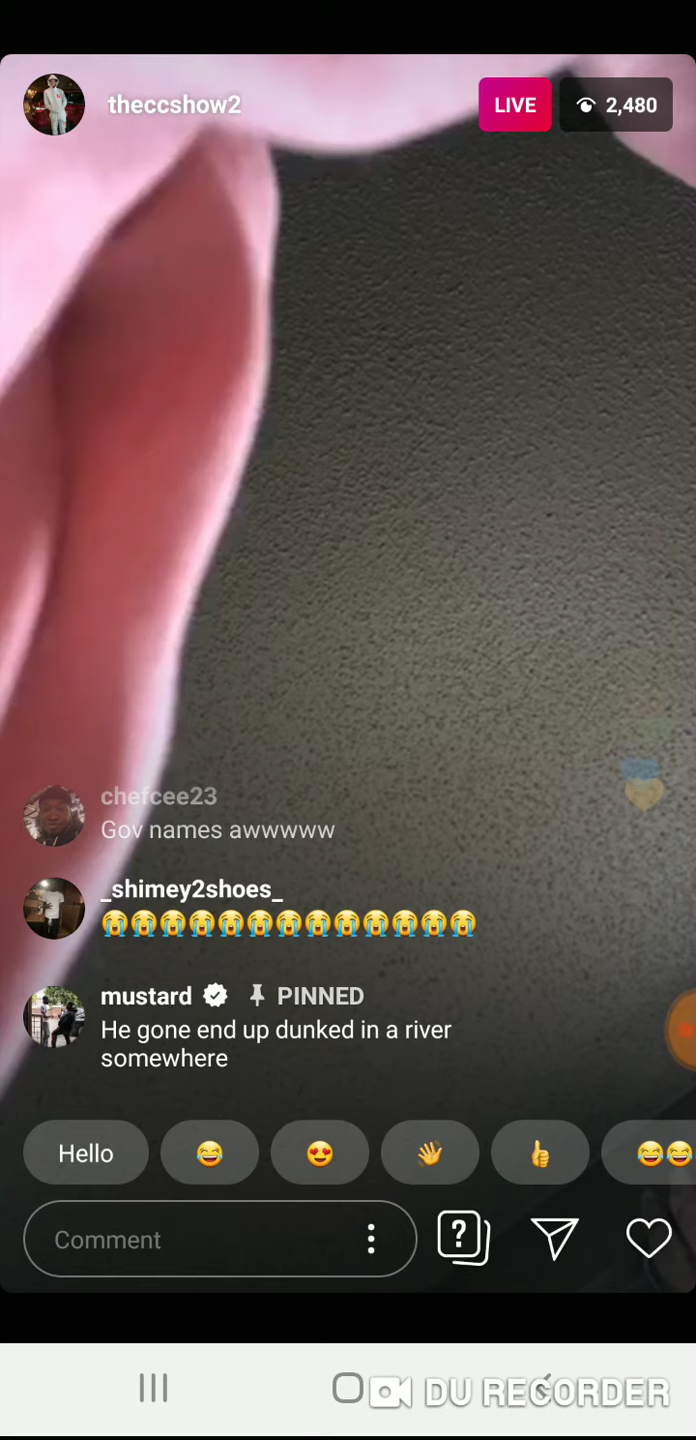 theccshow2
LIVE
2,480
chefcee23
Gov names awwwww
_shimey2shoes_
😭😭😭😭😭😭😭😭😭😭😭😭😭
mustard PINNED
He gone end up dunked in a river
somewhere
Hello 😂 😍 👋 👍 😂😂
Comment
?
DU RECORDER